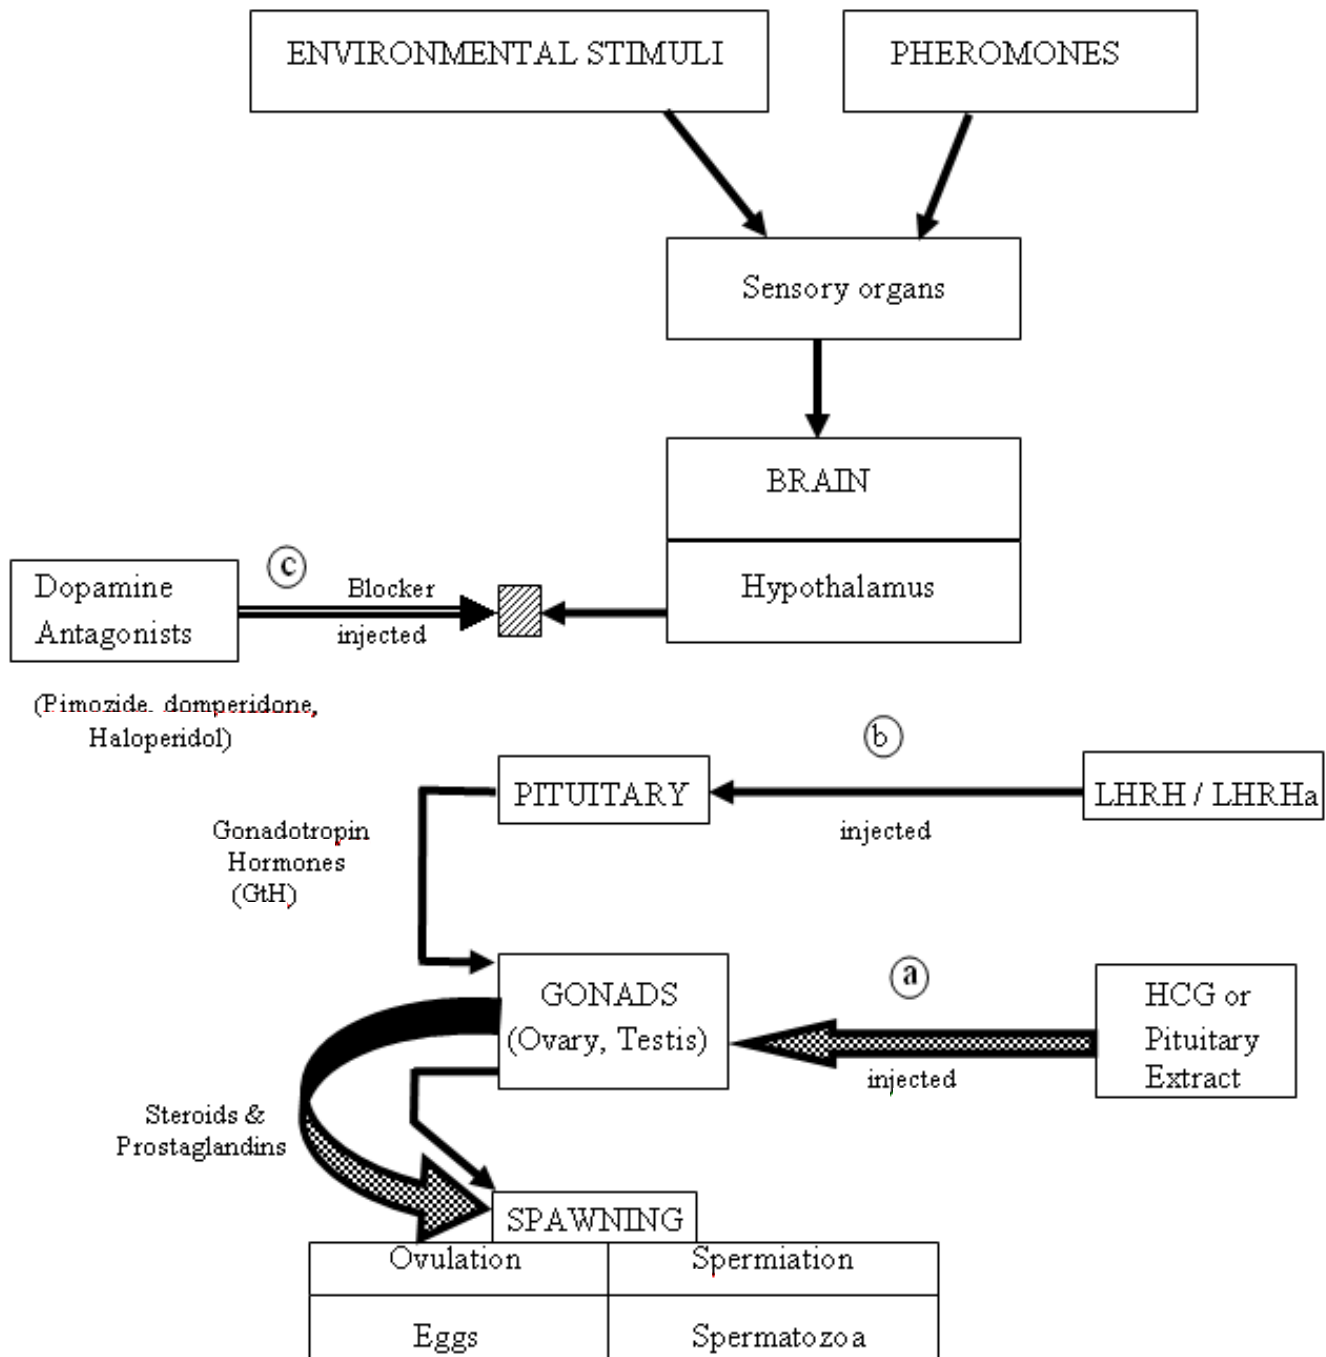 ENVIRONMENTAL STIMULI
PHEROMONES
Sensory organs
BRAIN
Hypothalamus
Dopamine
Antagonists
c
Blocker
injected
(Pimozide, domperidone,
Haloperidol)
b
PITUITARY
LHRH / LHRHa
injected
Gonadotropin
Hormones
(GtH)
GONADS
(Ovary, Testis)
a
injected
HCG or
Pituitary
Extract
Steroids &
Prostaglandins
SPAWNING
Ovulation
Spermiation
Eggs
Spermatozoa